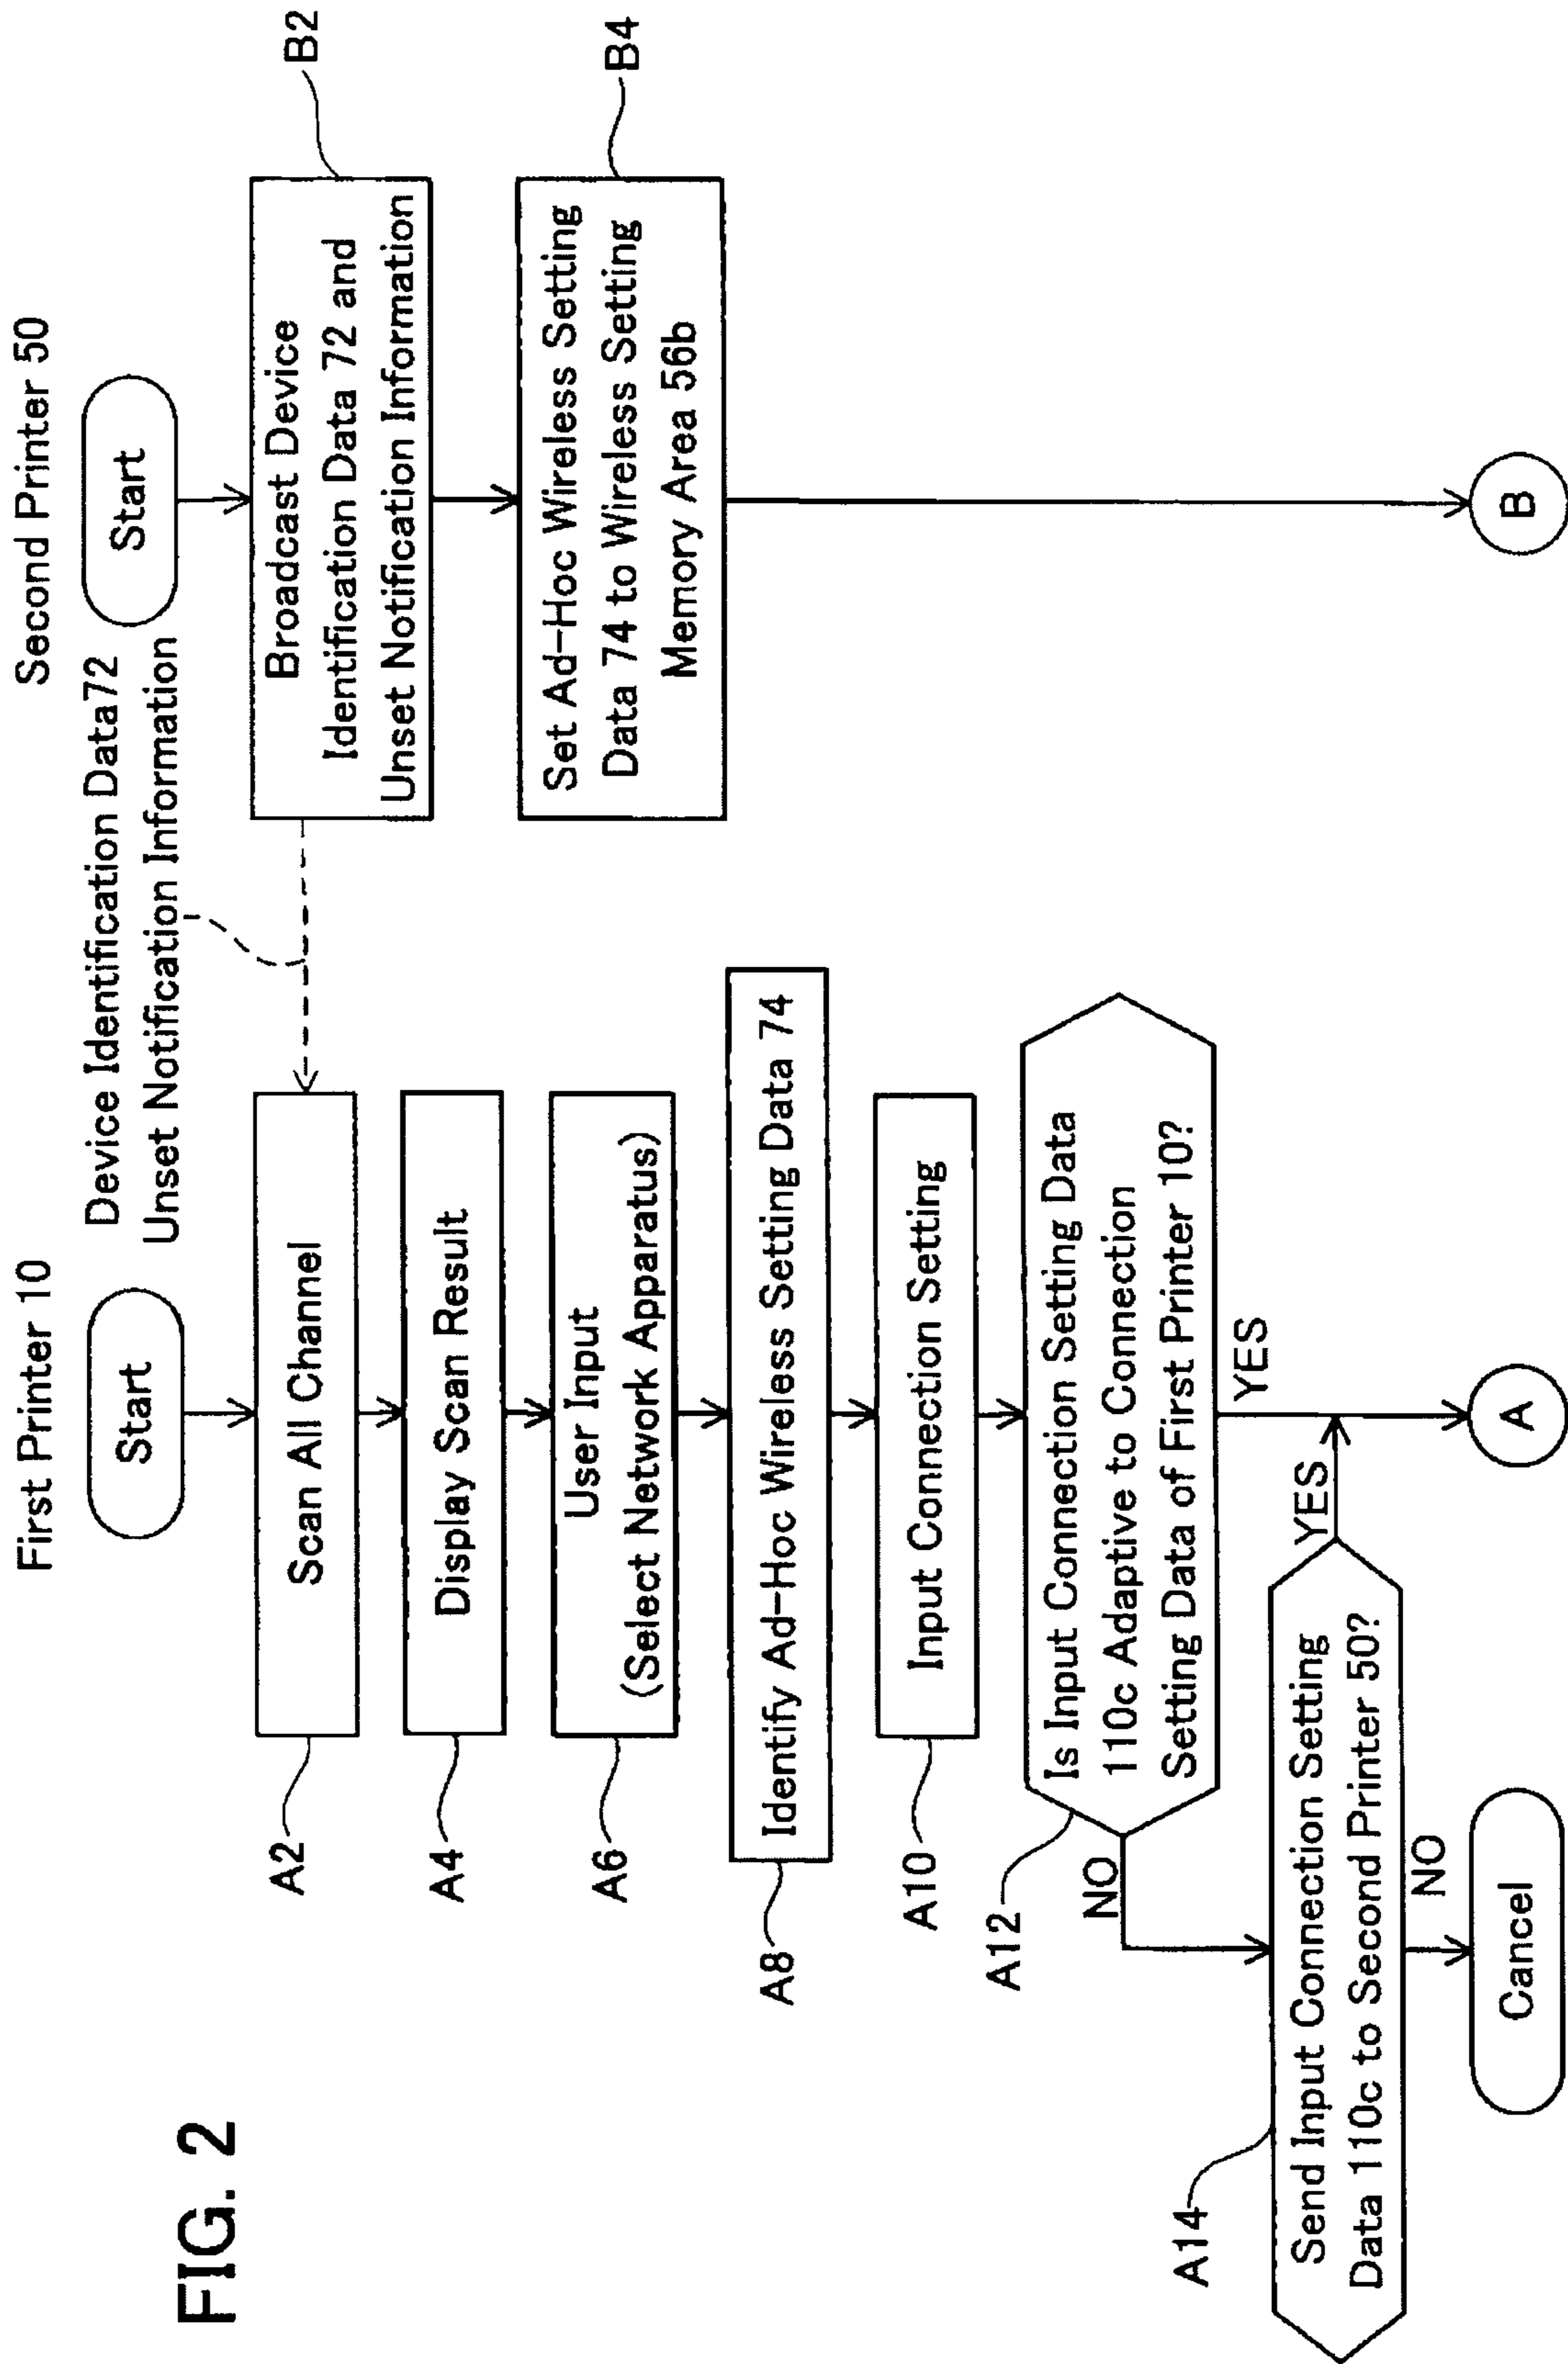 FIG. 2
First Printer 10
Start
Scan All Channel
A2
Display Scan Result
A4
User Input
(Select Network Apparatus)
A6
Identify Ad-Hoc Wireless Setting Data 74
A8
Input Connection Setting
A10
Is Input Connection Setting Data
110c Adaptive to Connection
Setting Data of First Printer 10?
A12
NO
YES
Send Input Connection Setting
Data 110c to Second Printer 50?
A14
YES
NO
Cancel
A
Device Identification Data72
Unset Notification Information
Second Printer 50
Start
Broadcast Device
Identification Data 72 and
Unset Notification Information
B2
Set Ad-Hoc Wireless Setting
Data 74 to Wireless Setting
Memory Area 56b
B4
B